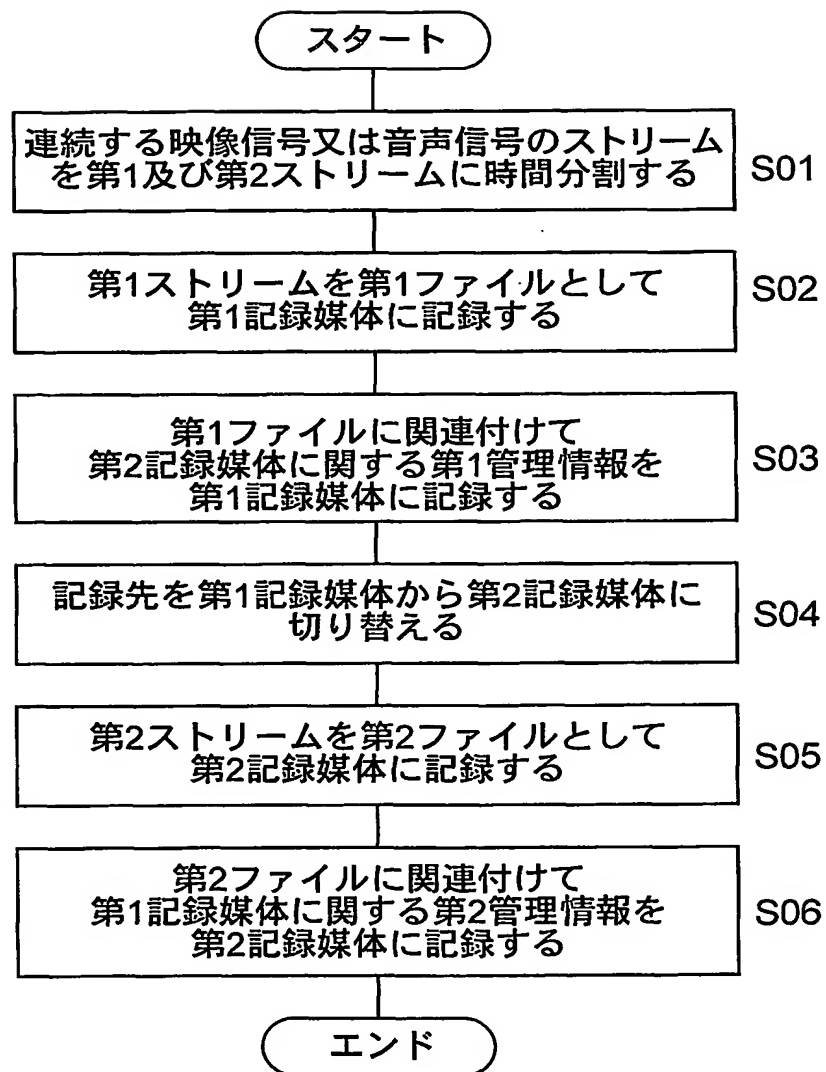 スタート
連続する映像信号又は音声信号のストリーム
を第1及び第2ストリームに時間分割する
S01
第1ストリームを第1ファイルとして
第1記録媒体に記録する
S02
第1ファイルに関連付けて
第2記録媒体に関する第1管理情報を
第1記録媒体に記録する
S03
記録先を第1記録媒体から第2記録媒体に
切り替える
S04
第2ストリームを第2ファイルとして
第2記録媒体に記録する
S05
第2ファイルに関連付けて
第1記録媒体に関する第2管理情報を
第2記録媒体に記録する
S06
エンド